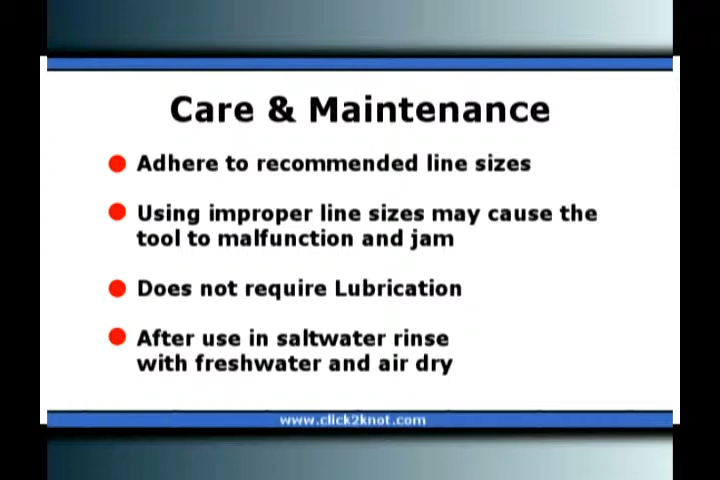 Care & Maintenance
Adhere to recommended line sizes
Using improper line sizes may cause the
tool to malfunction and jam
Does not require Lubrication
After use in saltwater rinse
with freshwater and air dry
www.click2knot.com